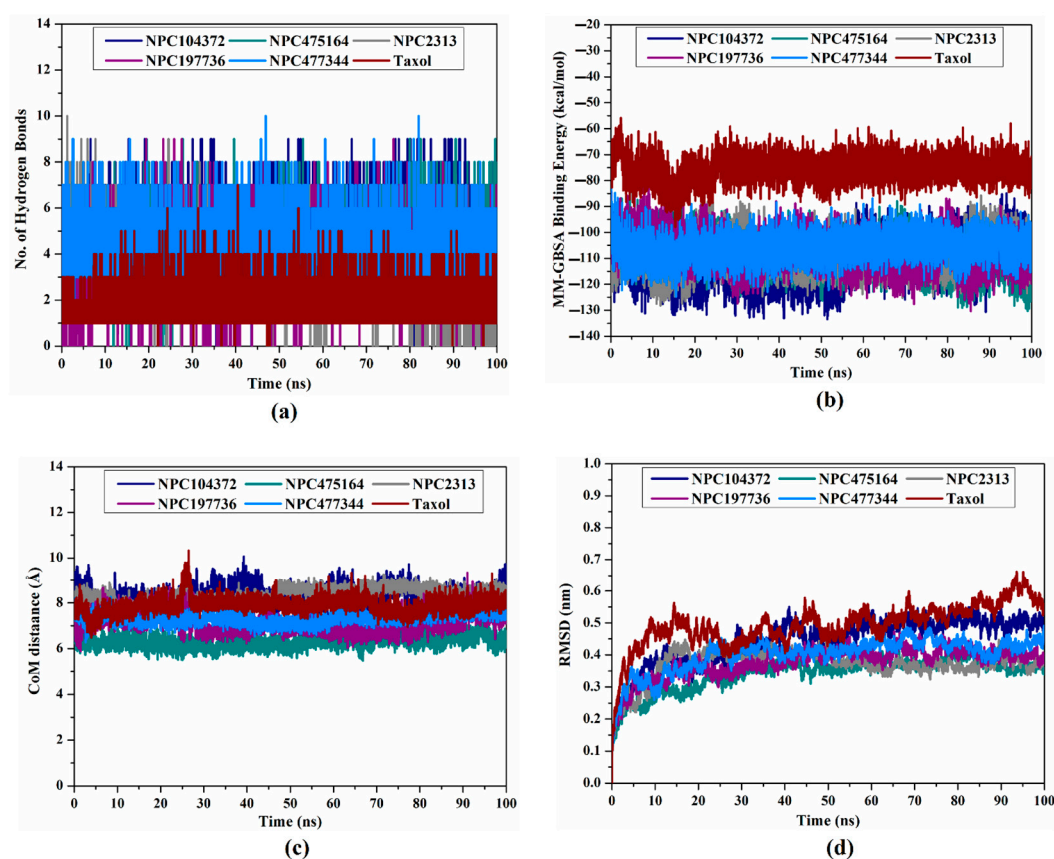 NPC104372 NPC475164 NPC2313
NPC197736 NPC477344 Taxol
No. of Hydrogen Bonds
14
12
10
8
6
4
2
0
0 10 20 30 40 50 60 70 80 90 100
Time (ns)
(a)
NPC104372 NPC475164 NPC2313
NPC197736 NPC477344 Taxol
MM-GBSA Binding Energy (kcal/mol)
−20
−30
−40
−50
−60
−70
−80
−90
−100
−110
−120
−130
−140
0 10 20 30 40 50 60 70 80 90 100
Time (ns)
(b)
NPC104372 NPC475164 NPC2313
NPC197736 NPC477344 Taxol
CoM distaance (Å)
14
12
10
8
6
4
2
0
0 10 20 30 40 50 60 70 80 90 100
Time (ns)
(c)
NPC104372 NPC475164 NPC2313
NPC197736 NPC477344 Taxol
RMSD (nm)
1.0
0.9
0.8
0.7
0.6
0.5
0.4
0.3
0.2
0.1
0.0
0 10 20 30 40 50 60 70 80 90 100
Time (ns)
(d)